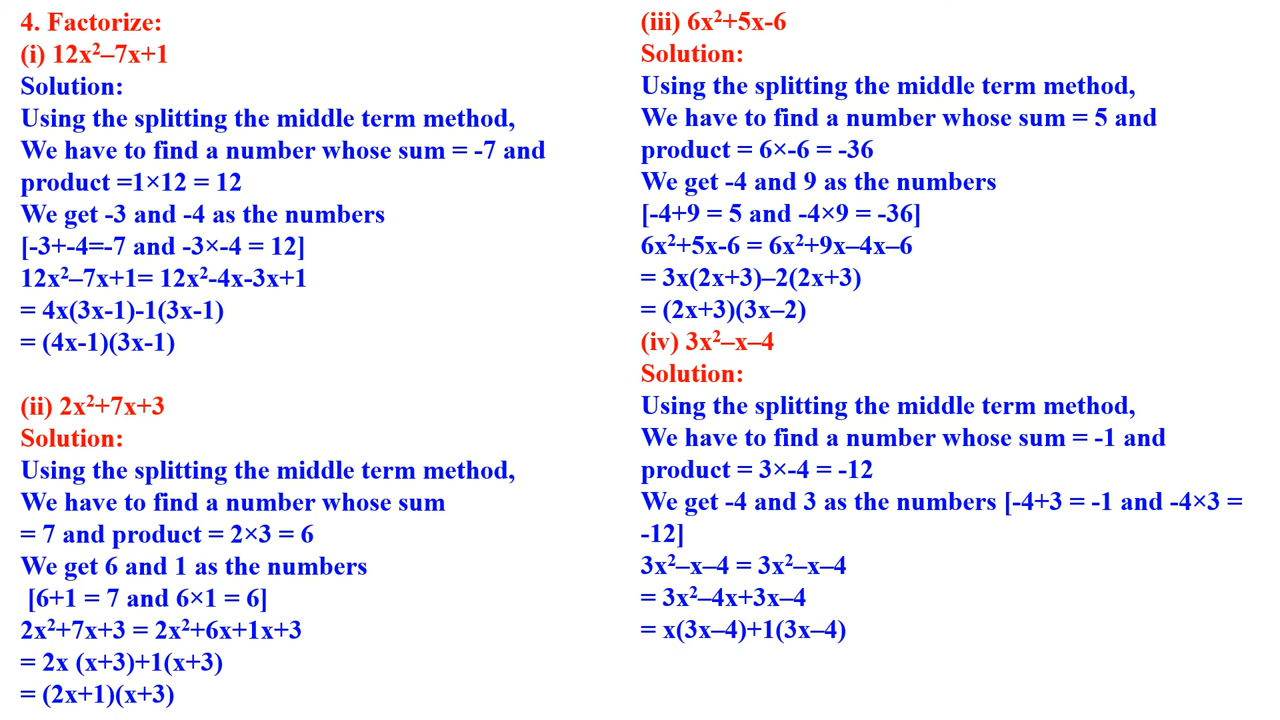 4. Factorize:
(i) 12x²–7x+1
Solution:
Using the splitting the middle term method,
We have to find a number whose sum = -7 and
product =1×12 = 12
We get -3 and -4 as the numbers
[-3+-4=-7 and -3×-4 = 12]
12x²–7x+1= 12x²-4x-3x+1
= 4x(3x-1)-1(3x-1)
= (4x-1)(3x-1)
(ii) 2x²+7x+3
Solution:
Using the splitting the middle term method,
We have to find a number whose sum
= 7 and product = 2×3 = 6
We get 6 and 1 as the numbers
[6+1 = 7 and 6×1 = 6]
2x²+7x+3 = 2x²+6x+1x+3
= 2x (x+3)+1(x+3)
= (2x+1)(x+3)
(iii) 6x²+5x-6
Solution:
Using the splitting the middle term method,
We have to find a number whose sum = 5 and
product = 6×-6 = -36
We get -4 and 9 as the numbers
[-4+9 = 5 and -4×9 = -36]
6x²+5x-6 = 6x²+9x–4x–6
= 3x(2x+3)–2(2x+3)
= (2x+3)(3x–2)
(iv) 3x²–x–4
Solution:
Using the splitting the middle term method,
We have to find a number whose sum = -1 and
product = 3×-4 = -12
We get -4 and 3 as the numbers [-4+3 = -1 and -4×3 =
-12]
3x²–x–4 = 3x²–x–4
= 3x²–4x+3x–4
= x(3x–4)+1(3x–4)